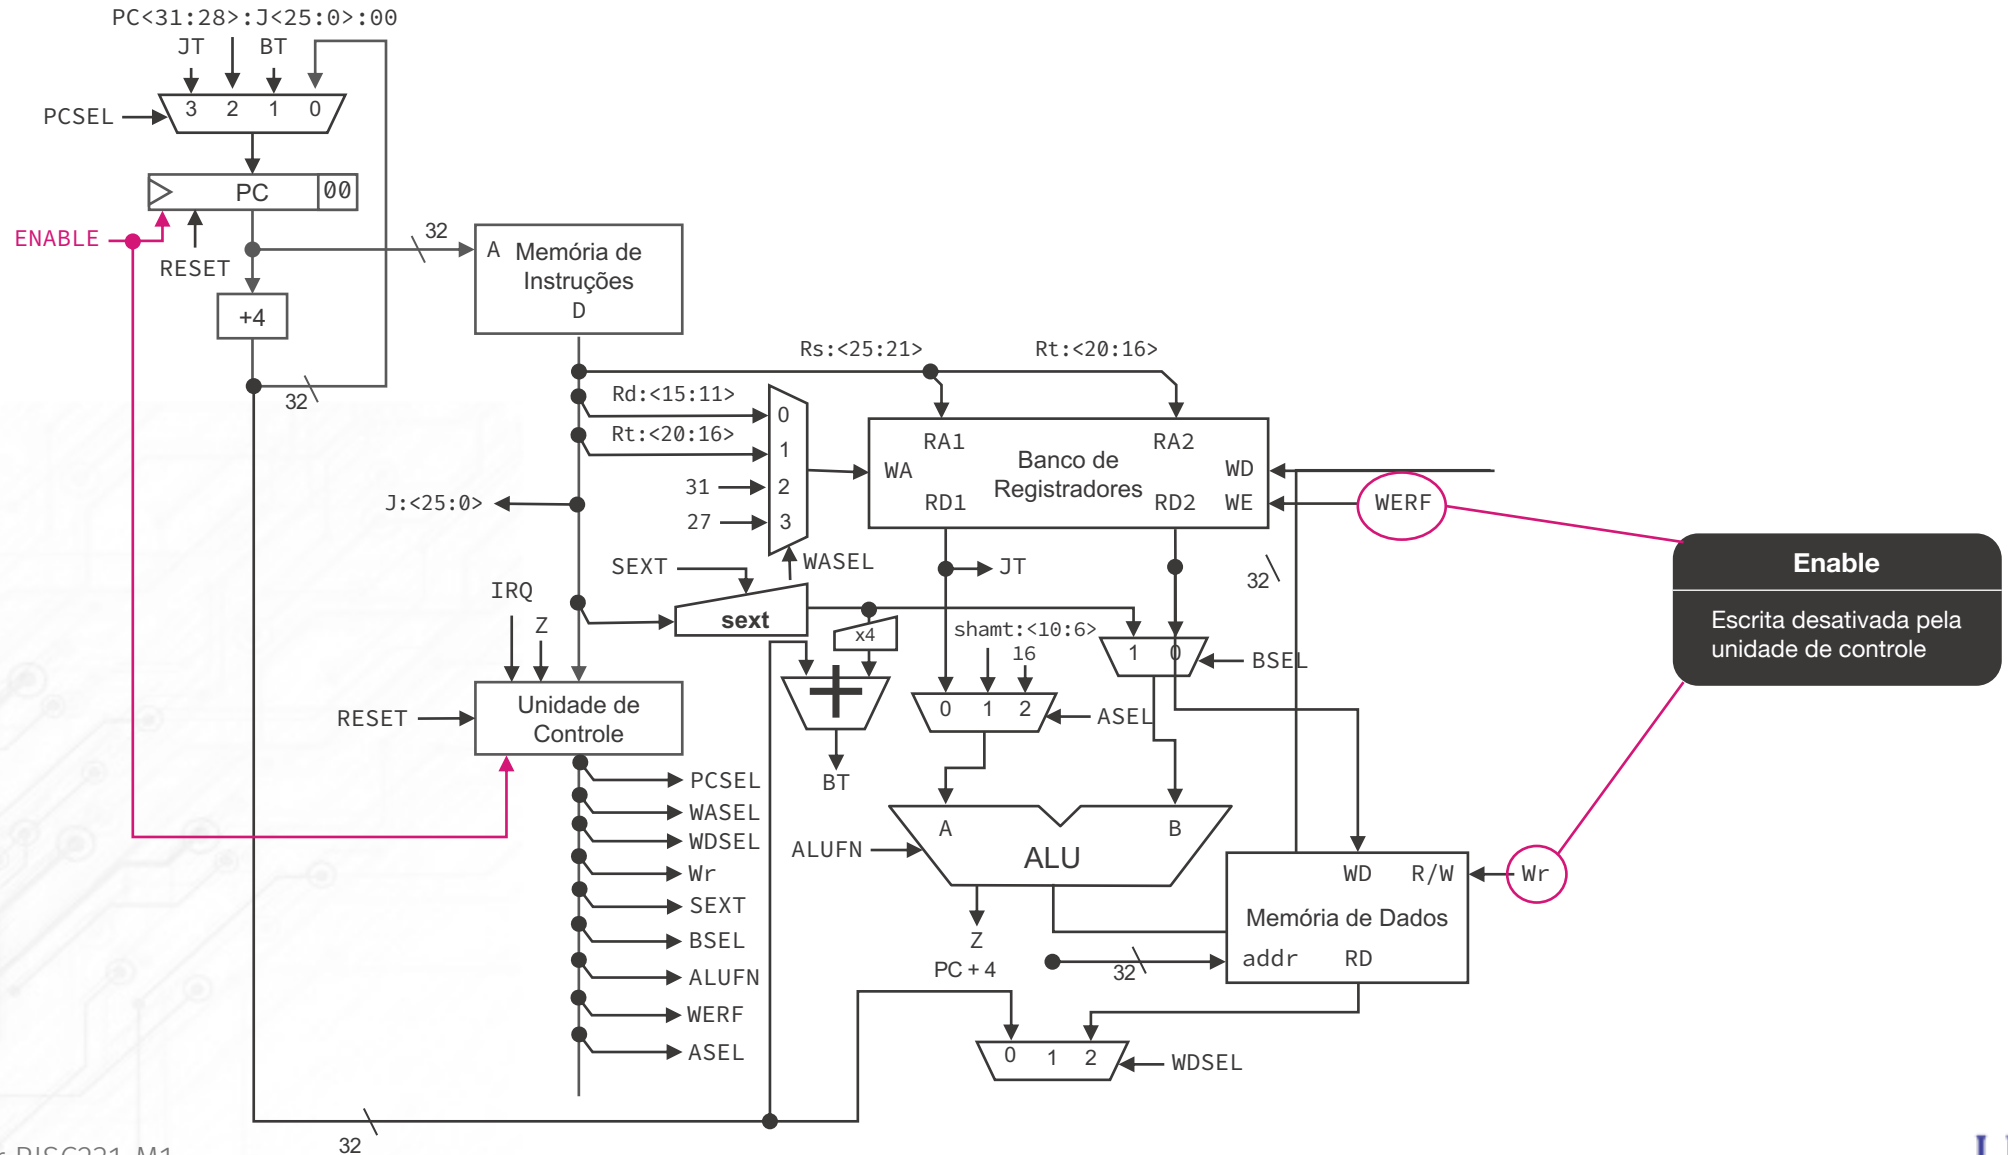 PC<31:28>:J<25:0>:00
JT
BT
PCSEL
3 2 1 0
PC
00
ENABLE
RESET
32
+4
32
A
Memória de
Instruções
D
Rs:<25:21>
Rt:<20:16>
Rd:<15:11>
Rt:<20:16>
31
27
0
1
2
3
WASEL
J:<25:0>
RA1
RA2
WA
Banco de
Registradores
WD
RD1
RD2
WE
WERF
32
Enable
Escrita desativada pela
unidade de controle
SEXT
sext
JT
IRQ
Z
x4
shamt:<10:6>
16
1 0
BSEL
RESET
Unidade de
Controle
0 1 2
ASEL
BT
PCSEL
WASEL
WDSEL
Wr
SEXT
BSEL
ALUFN
WERF
ASEL
ALUFN
A
B
ALU
Z
WD
R/W
Wr
Memória de Dados
addr
RD
PC + 4
32
0 1 2
WDSEL
32
RISC231-M1